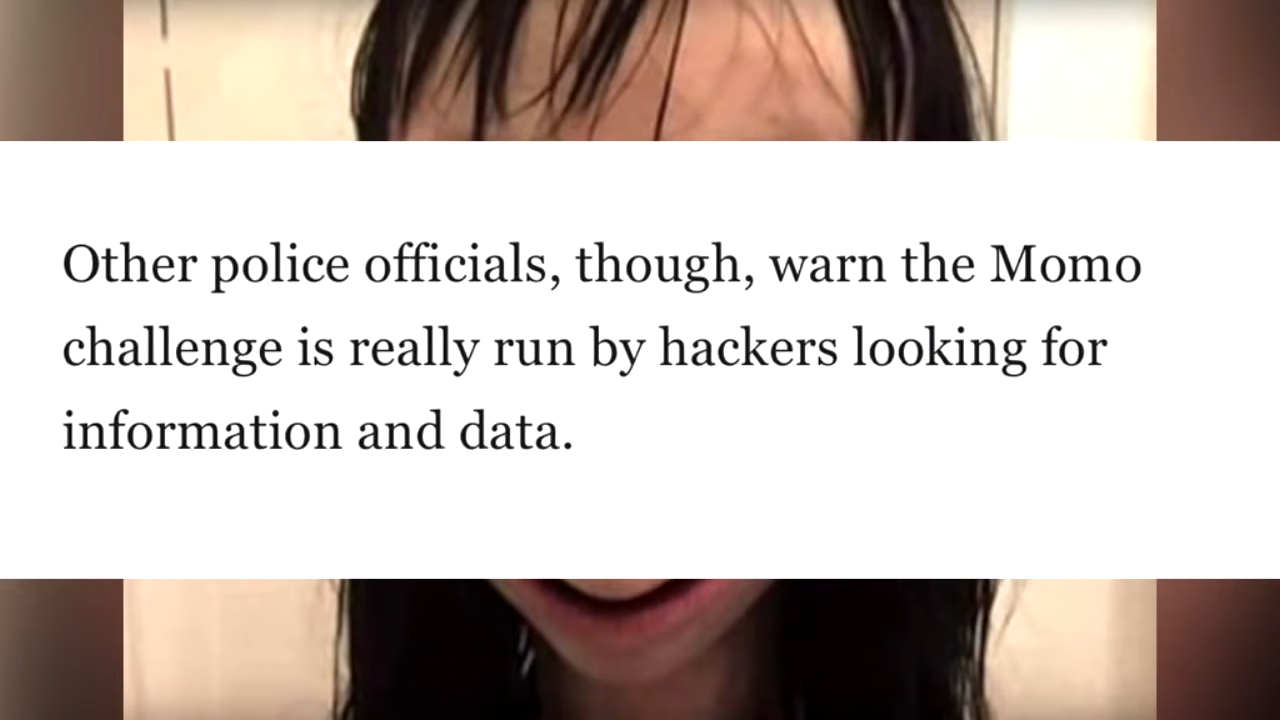 Other police officials, though, warn the Momo
challenge is really run by hackers looking for
information and data.